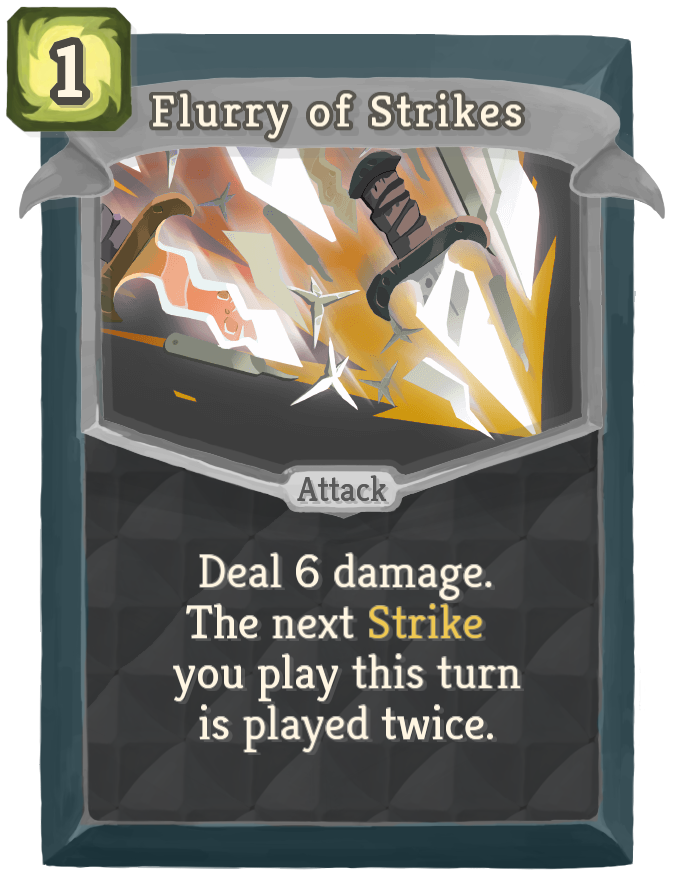 1
Flurry of Strikes
Attack
Deal 6 damage.
The next Strike
you play this turn
is played twice.